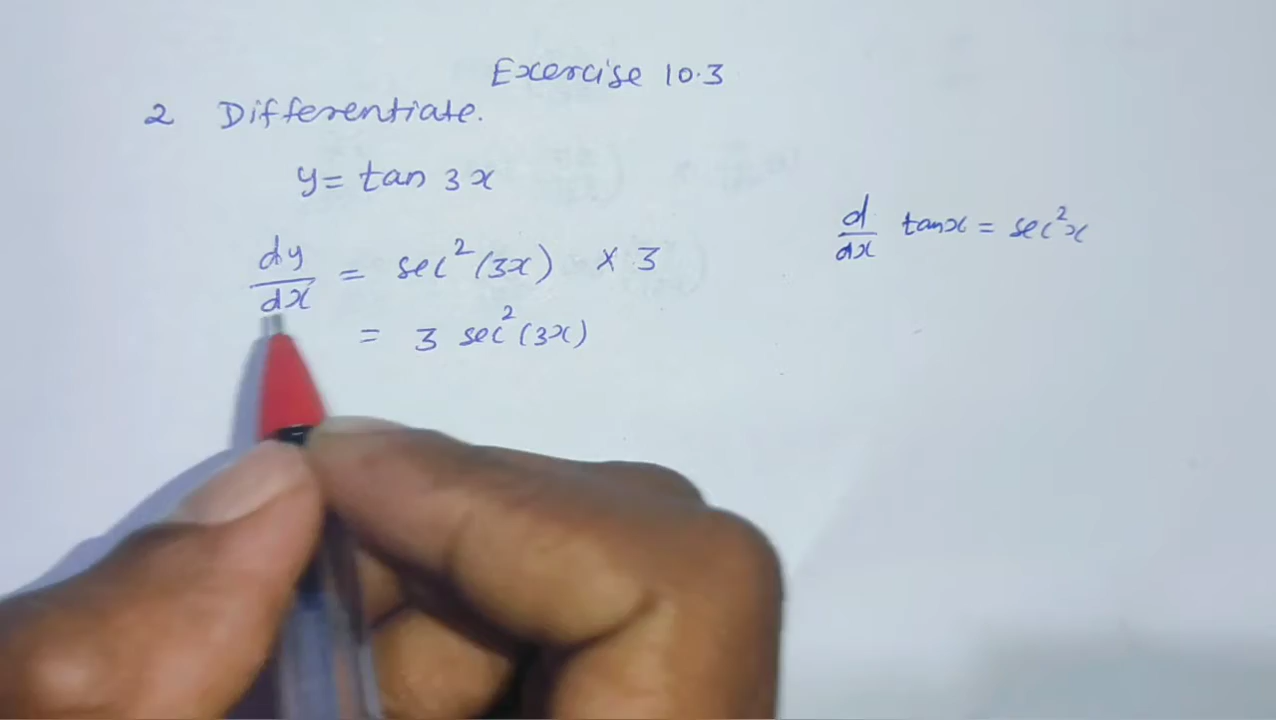 Exercise 10.3
2 Differentiate.
y = tan 3x
d/dx tanx = sec²x
dy/dx = sec²(3x) × 3
= 3 sec²(3x)